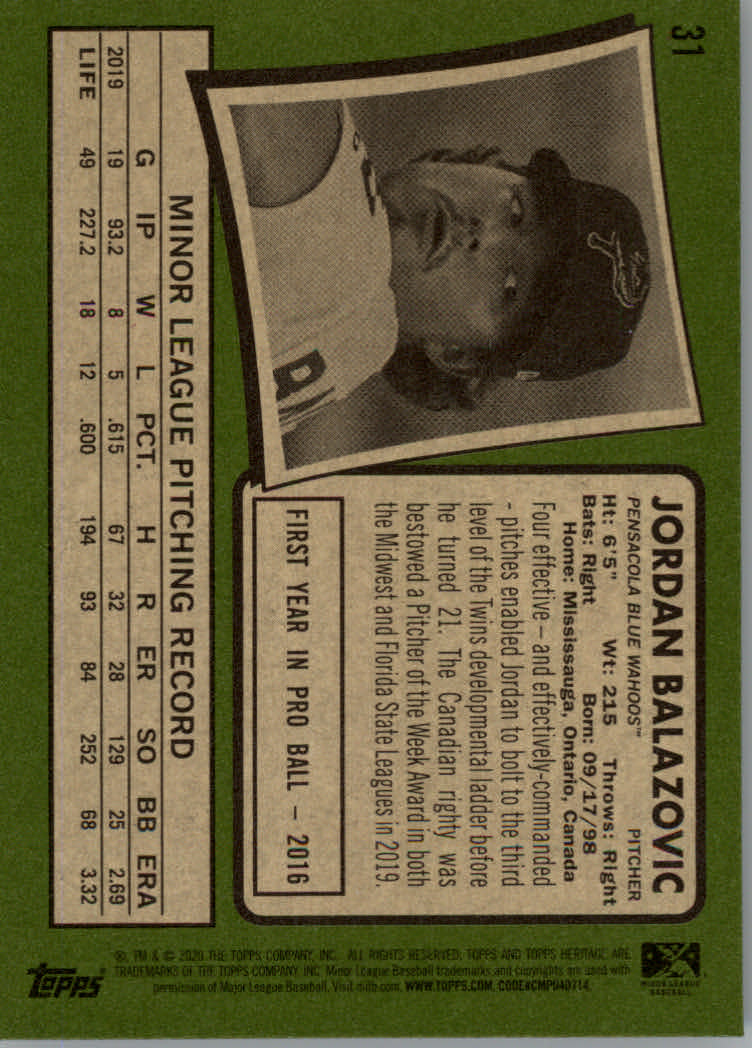 31
JORDAN BALAZOVIC
PENSACOLA BLUE WAHOOS™ PITCHER
Ht: 6'5" Wt: 215 Throws: Right
Bats: Right Born: 09/17/98
Home: Mississauga, Ontario, Canada
Four effective – and effectively-commanded
- pitches enabled Jordan to bolt to the third
level of the Twins developmental ladder before
he turned 21. The Canadian righty was
bestowed a Pitcher of the Week Award in both
the Midwest and Florida State Leagues in 2019.
FIRST YEAR IN PRO BALL – 2016
MINOR LEAGUE PITCHING RECORD
G IP W L PCT. H R ER SO BB ERA
2019 19 93.2 8 5 .615 67 32 28 129 25 2.69
LIFE 49 227.2 18 12 .600 194 93 84 252 68 3.32
MINOR LEAGUE
BASEBALL
®, TM & © 2020 THE TOPPS COMPANY, INC. ALL RIGHTS RESERVED. TOPPS AND TOPPS HERITAGE ARE
TRADEMARKS OF THE TOPPS COMPANY, INC. Minor League Baseball trademarks and copyrights are used with
permission of Major League Baseball. Visit milb.com. WWW.TOPPS.COM. CODE#CMPU40714.
Topps®